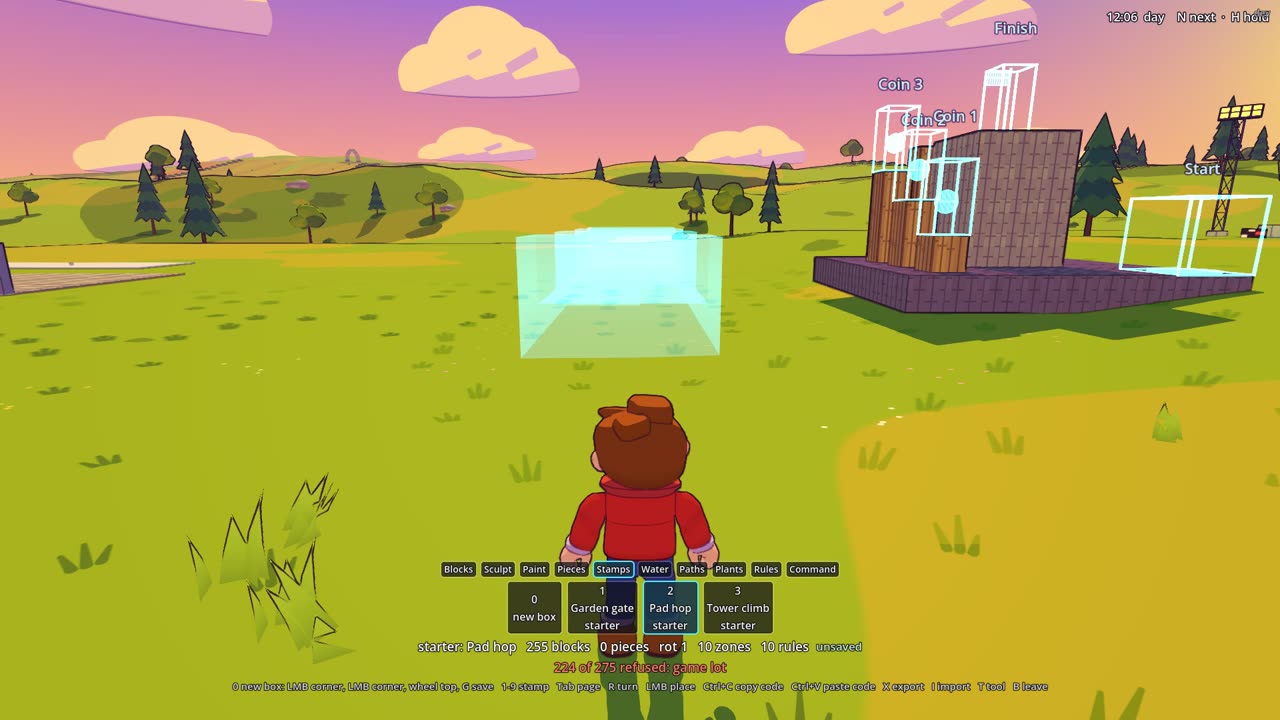 12:06 day N next · H hold
Finish
Coin 3
Coin 2
Coin 1
Start
Blocks Sculpt Paint Pieces Stamps Water Paths Plants Rules Command
0 new box
1 Garden gate starter
2 Pad hop starter
3 Tower climb starter
starter: Pad hop 255 blocks 0 pieces rot 1 10 zones 10 rules unsaved
224 of 275 refused: game lot
0 new box: LMB corner, LMB corner, wheel top, G save 1-9 stamp Tab page R turn LMB place Ctrl+C copy code Ctrl+V paste code X export I import T tool B leave